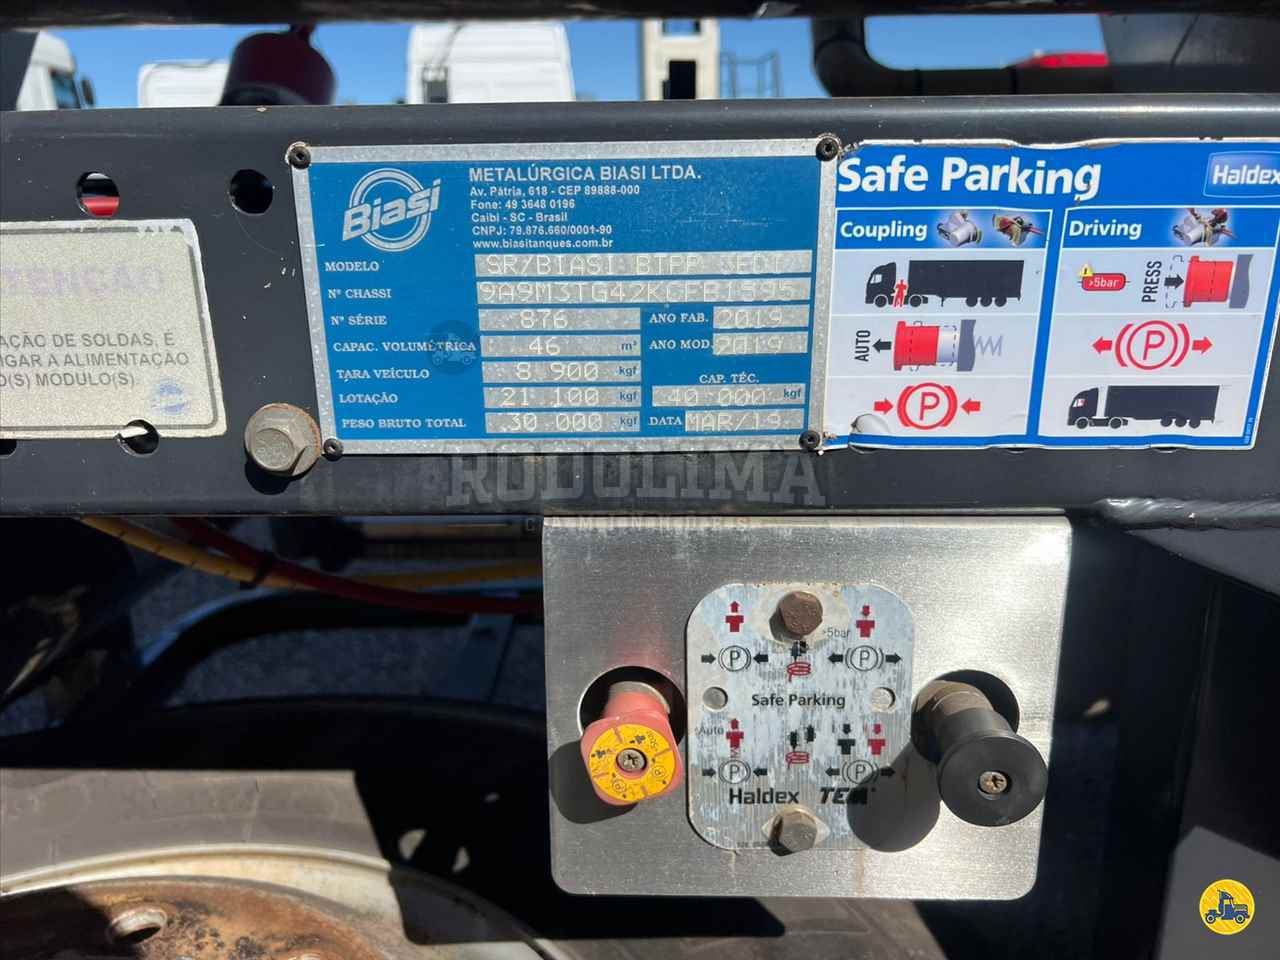 METALÚRGICA BIASI LTDA.
Av. Pátria, 618 - CEP 89888-000
Fone: 49 3648 0196
Caibi - SC - Brasil
CNPJ: 79.876.660/0001-90
www.biasitanques.com.br
Biasi
MODELO SR/BIASI BTPP
Nº CHASSI
Nº SÉRIE 876 ANO FAB. 2019
CAPAC. VOLUMÉTRICA 46 m³ ANO MOD. 2019
TARA VEÍCULO 8 900 kgf CAP. TÉC.
LOTAÇÃO 21 100 kgf 40 000 kgf
PESO BRUTO TOTAL 30 000 kgf DATA MAR/19
Safe Parking Haldex
Coupling Driving
>5bar PRESS
AUTO
P
P
AÇÃO DE SOLDAS, É
IGAR A ALIMENTAÇÃO
O(S) MODULO(S)
RODOLIMA
CAMINHÕES
>5bar
P P
Safe Parking
Auto
P P
Haldex TEM